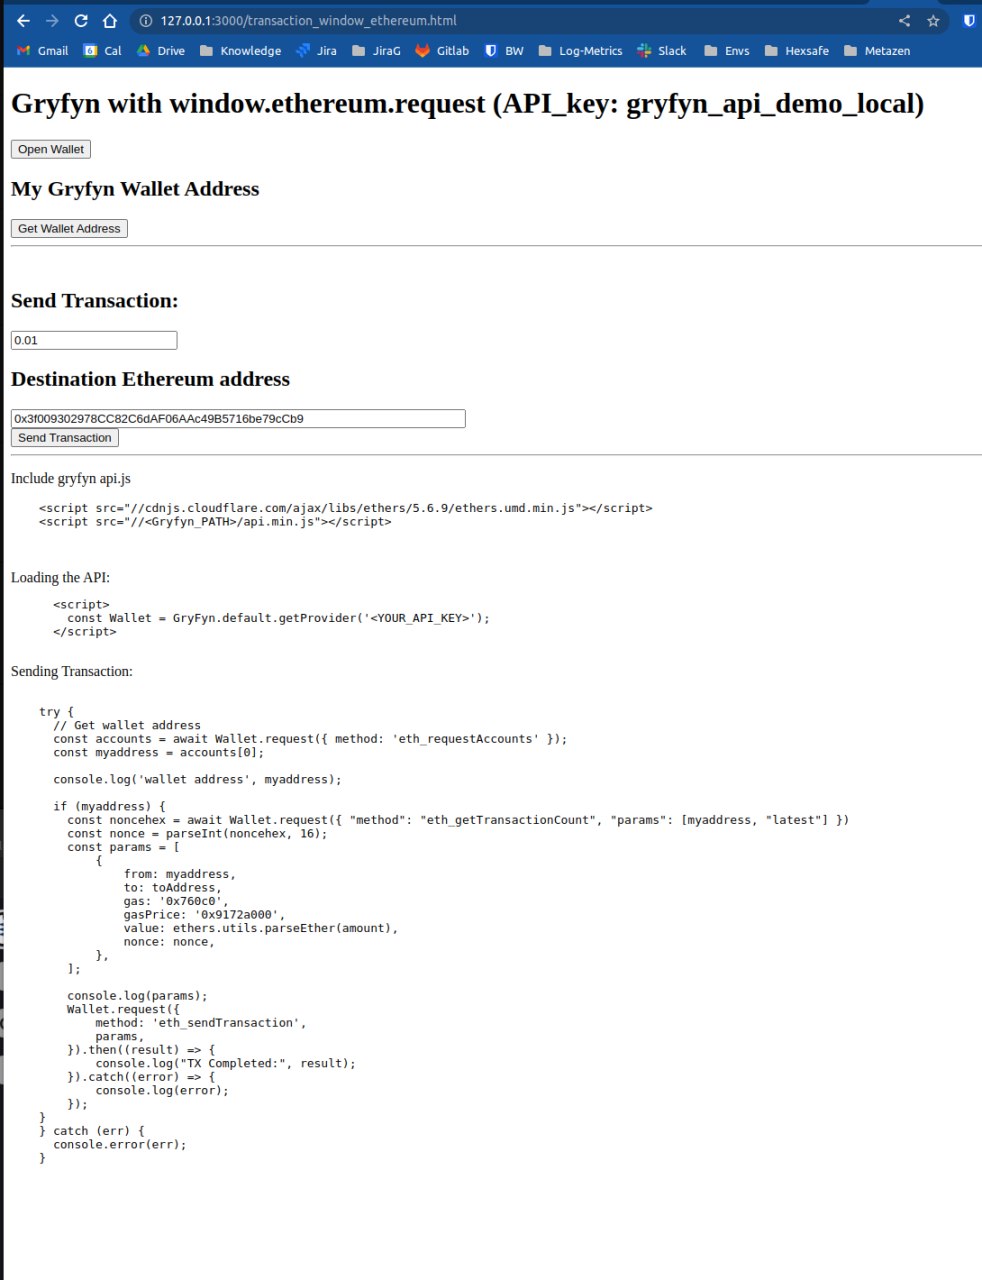 127.0.0.1:3000/transaction_window_ethereum.html
Gmail 6 Cal Drive Knowledge Jira JiraG Gitlab BW Log-Metrics Slack Envs Hexsafe Metazen
Gryfyn with window.ethereum.request (API_key: gryfyn_api_demo_local)
Open Wallet
My Gryfyn Wallet Address
Get Wallet Address
Send Transaction:
0.01
Destination Ethereum address
0x3f009302978CC82C6dAF06AAc49B5716be79cCb9
Send Transaction
Include gryfyn api.js
<script src="//cdnjs.cloudflare.com/ajax/libs/ethers/5.6.9/ethers.umd.min.js"></script>
<script src="//<Gryfyn_PATH>/api.min.js"></script>
Loading the API:
<script>
const Wallet = GryFyn.default.getProvider('<YOUR_API_KEY>');
</script>
Sending Transaction:
try {
// Get wallet address
const accounts = await Wallet.request({ method: 'eth_requestAccounts' });
const myaddress = accounts[0];
console.log('wallet address', myaddress);
if (myaddress) {
const noncehex = await Wallet.request({ "method": "eth_getTransactionCount", "params": [myaddress, "latest"] })
const nonce = parseInt(noncehex, 16);
const params = [
{
from: myaddress,
to: toAddress,
gas: '0x760c0',
gasPrice: '0x9172a000',
value: ethers.utils.parseEther(amount),
nonce: nonce,
},
];
console.log(params);
Wallet.request({
method: 'eth_sendTransaction',
params,
}).then((result) => {
console.log("TX Completed:", result);
}).catch((error) => {
console.log(error);
});
}
} catch (err) {
console.error(err);
}